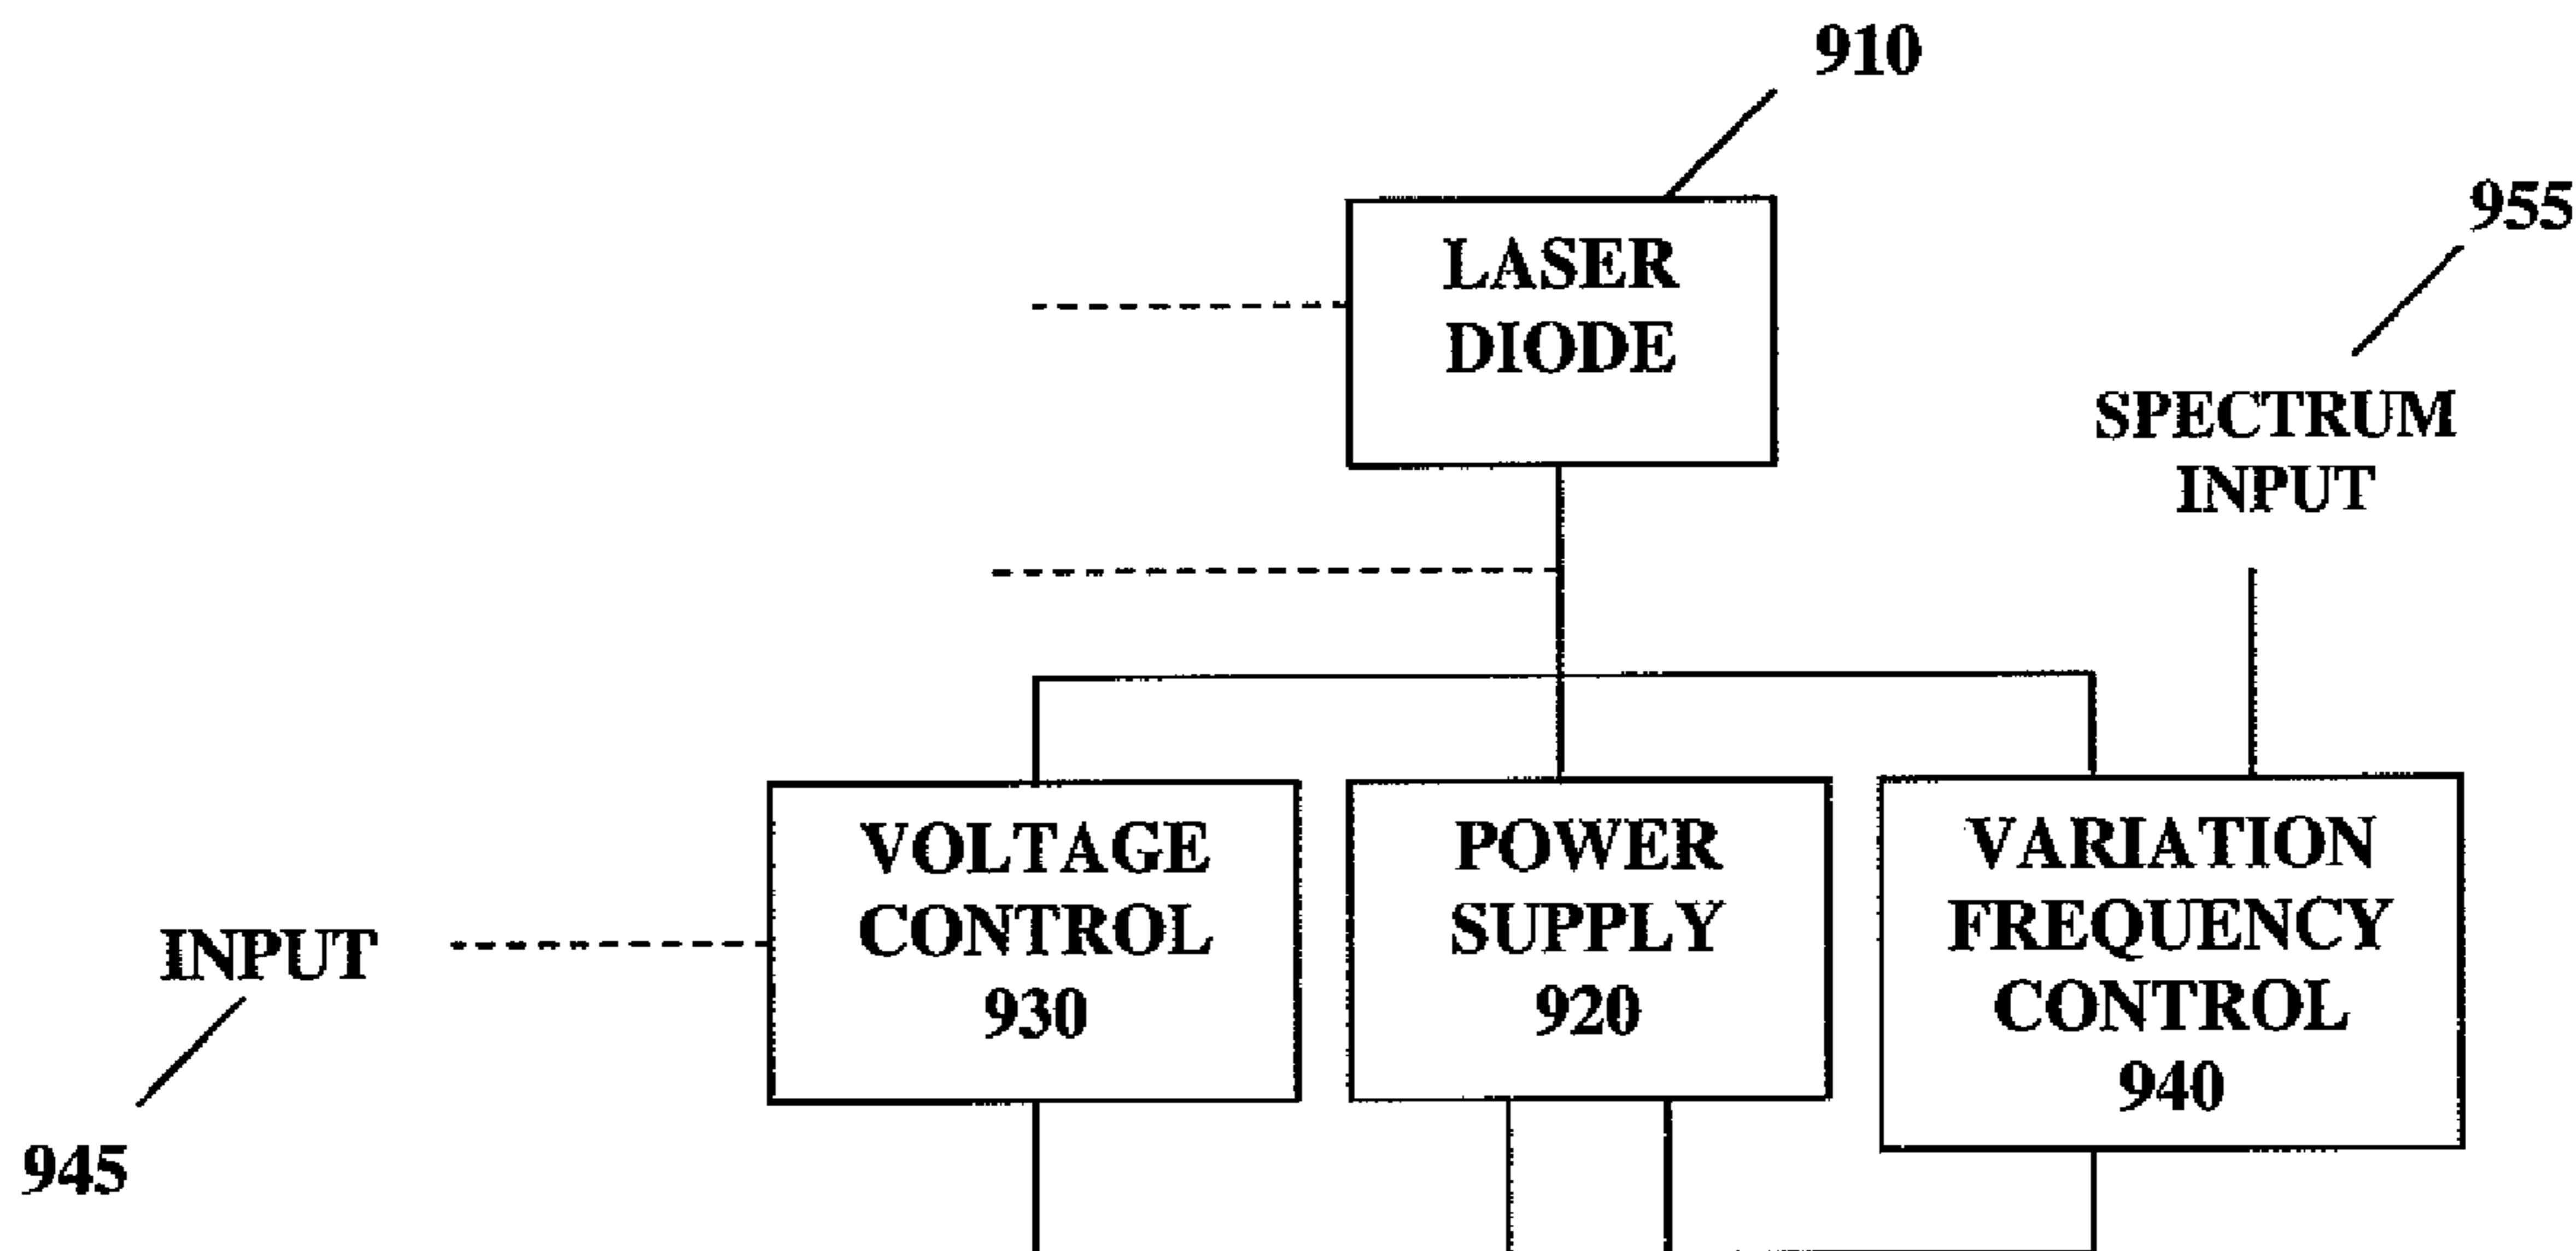 910
955
LASER
DIODE
SPECTRUM
INPUT
VOLTAGE
CONTROL
930
POWER
SUPPLY
920
VARIATION
FREQUENCY
CONTROL
940
INPUT
945